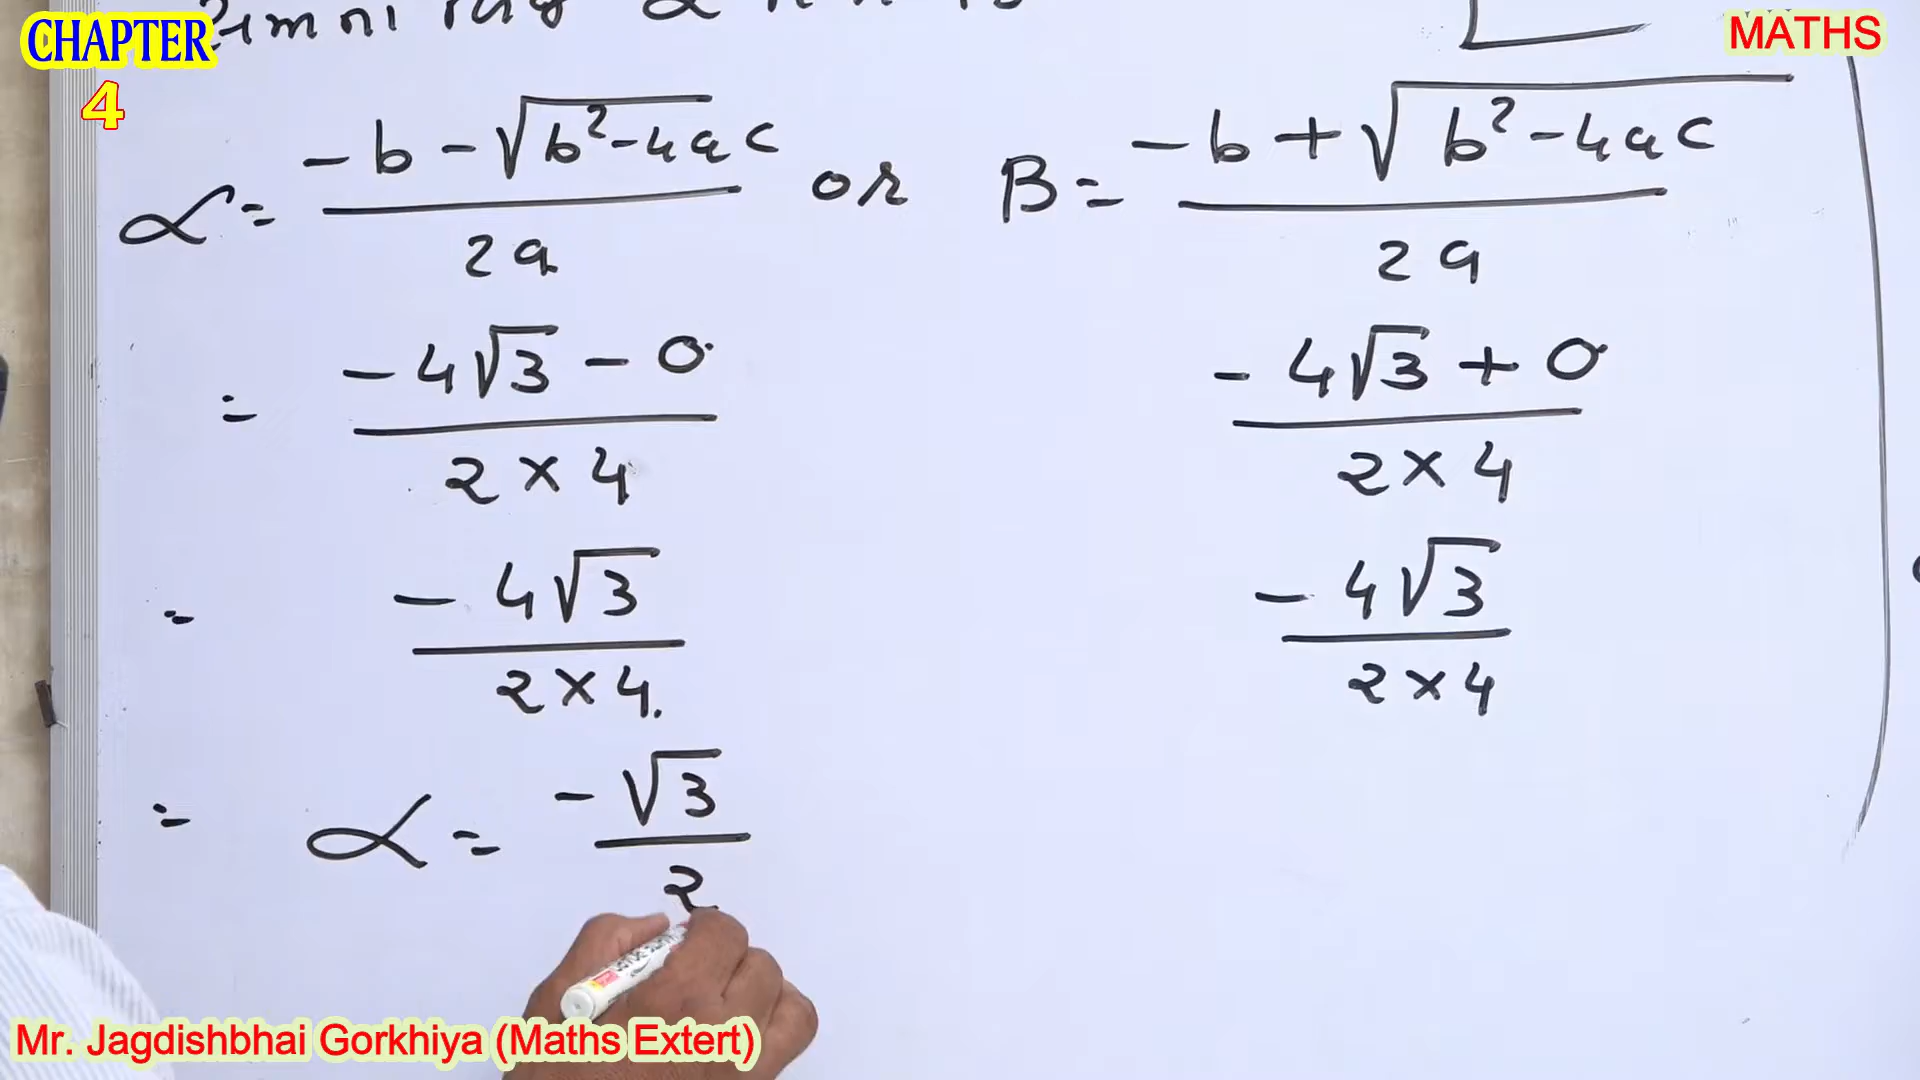 CHAPTER
4
MATHS
α = -b - √b² - 4ac / 2a or B = -b + √b² - 4ac / 2a
= -4√3 - 0 / 2 × 4
-4√3 + 0 / 2 × 4
= -4√3 / 2 × 4.
-4√3 / 2 × 4
= α = -√3 / 2
Mr. Jagdishbhai Gorkhiya (Maths Extert)